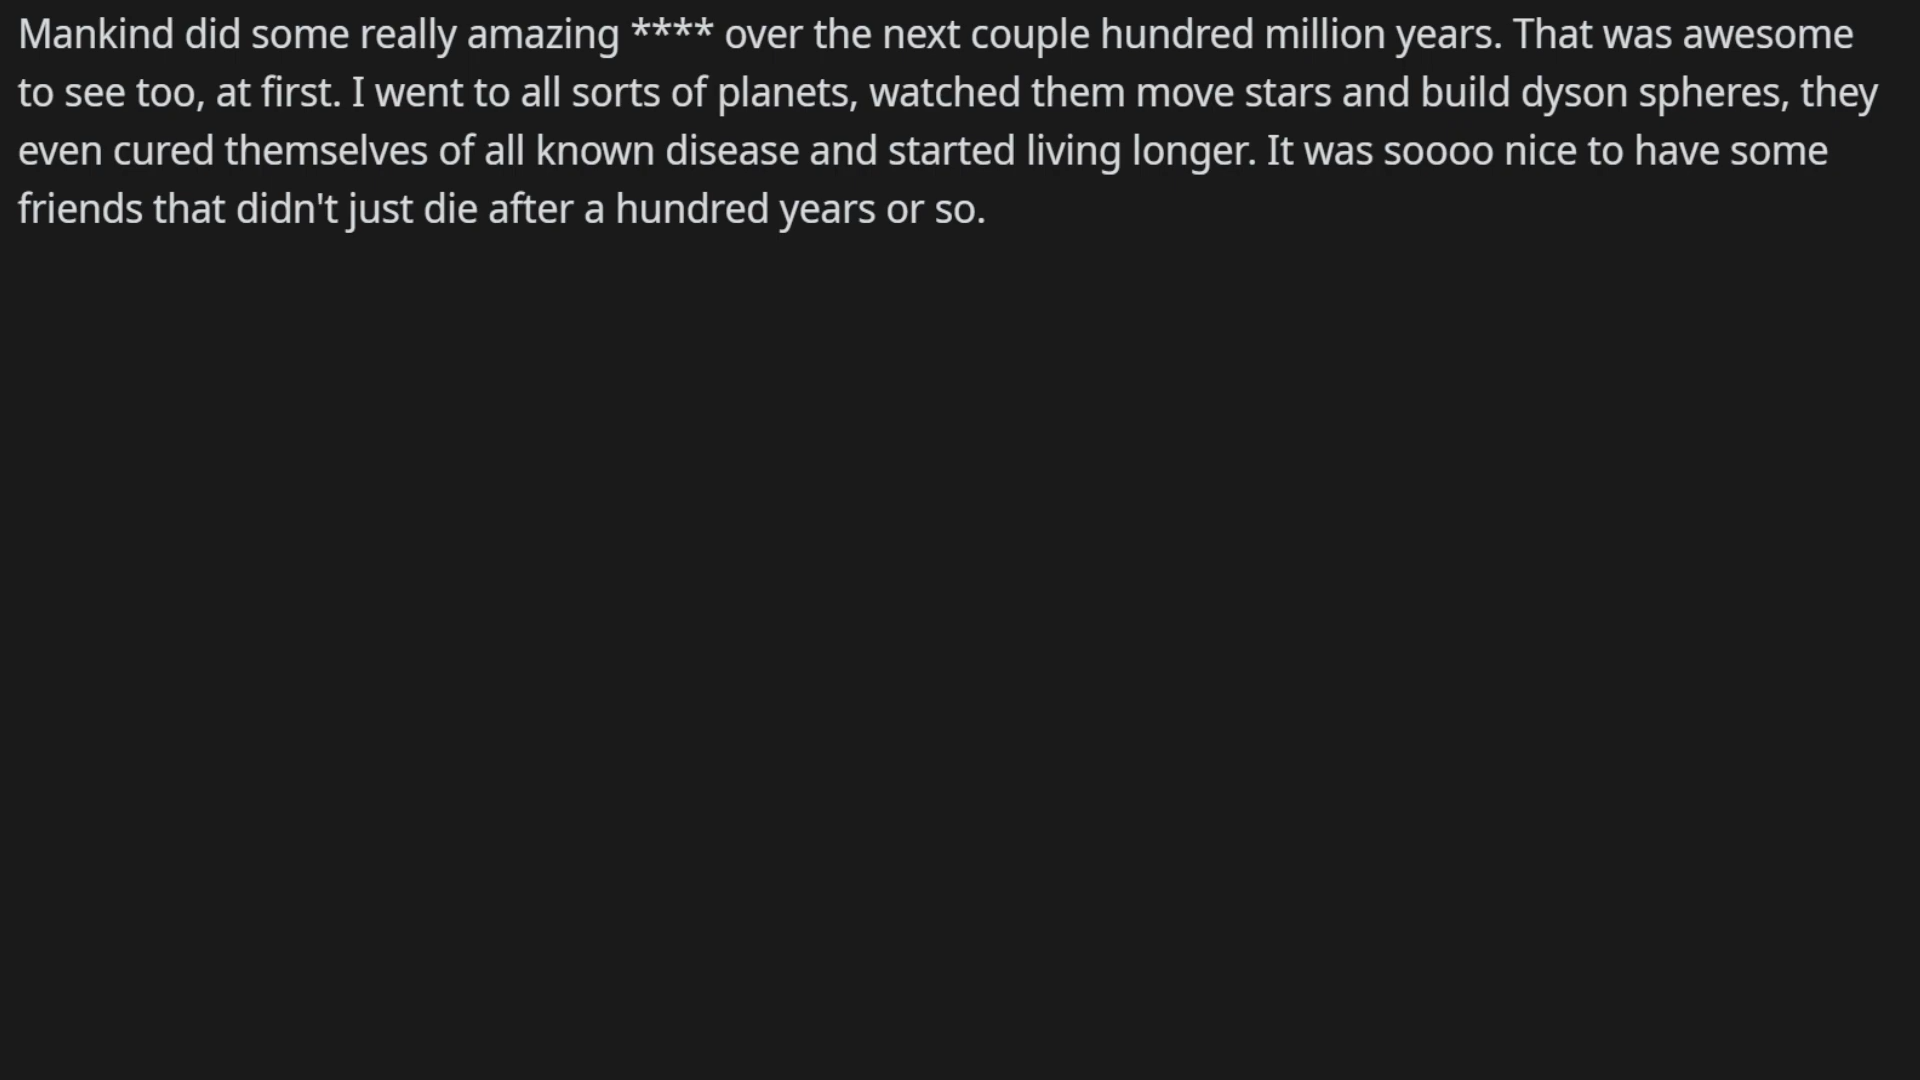 Mankind did some really amazing **** over the next couple hundred million years. That was awesome
to see too, at first. I went to all sorts of planets, watched them move stars and build dyson spheres, they
even cured themselves of all known disease and started living longer. It was soooo nice to have some
friends that didn't just die after a hundred years or so.